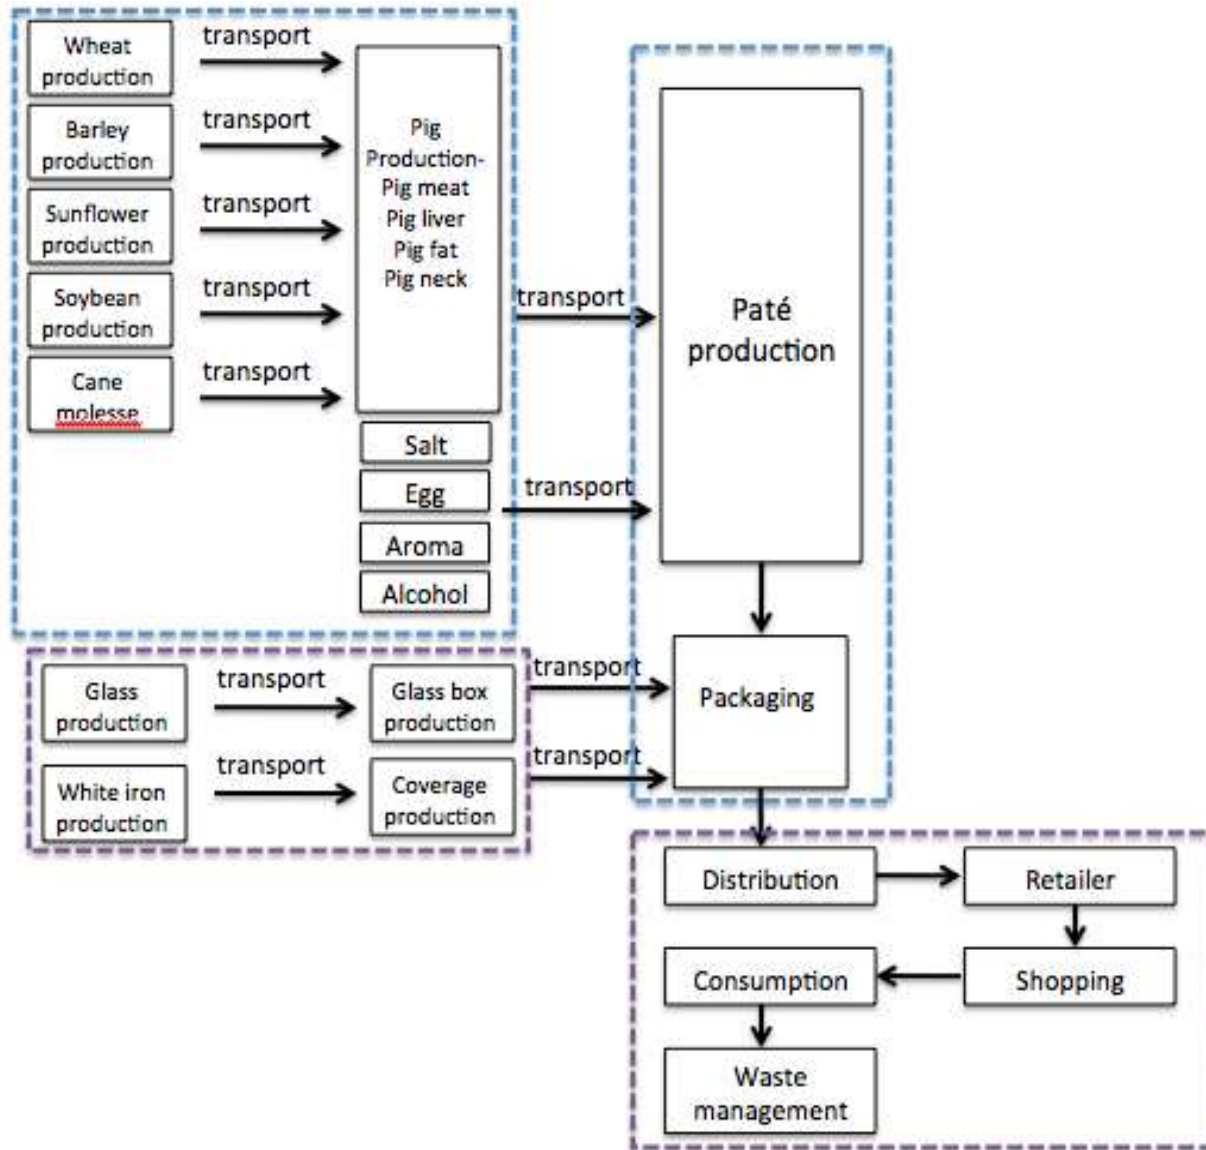 Wheat
production
transport
Barley
production
transport
Sunflower
production
transport
Soybean
production
transport
Cane
molesse
transport
Pig
Production-
Pig meat
Pig liver
Pig fat
Pig neck
Salt
Egg
Aroma
Alcohol
transport
transport
Paté
production
Glass
production
transport
Glass box
production
transport
White iron
production
transport
Coverage
production
transport
Packaging
Distribution
Retailer
Consumption
Shopping
Waste
management